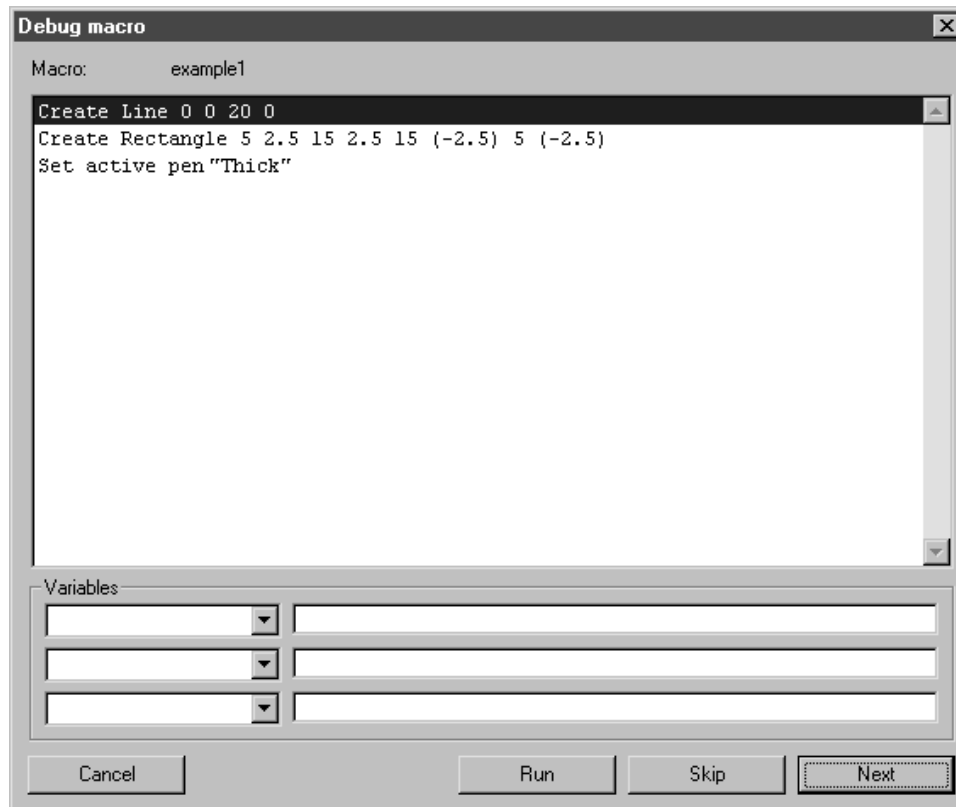 Debug macro
Macro: example1
Create Line 0 0 20 0
Create Rectangle 5 2.5 15 2.5 15 (-2.5) 5 (-2.5)
Set active pen "Thick"
Variables
Cancel Run Skip Next